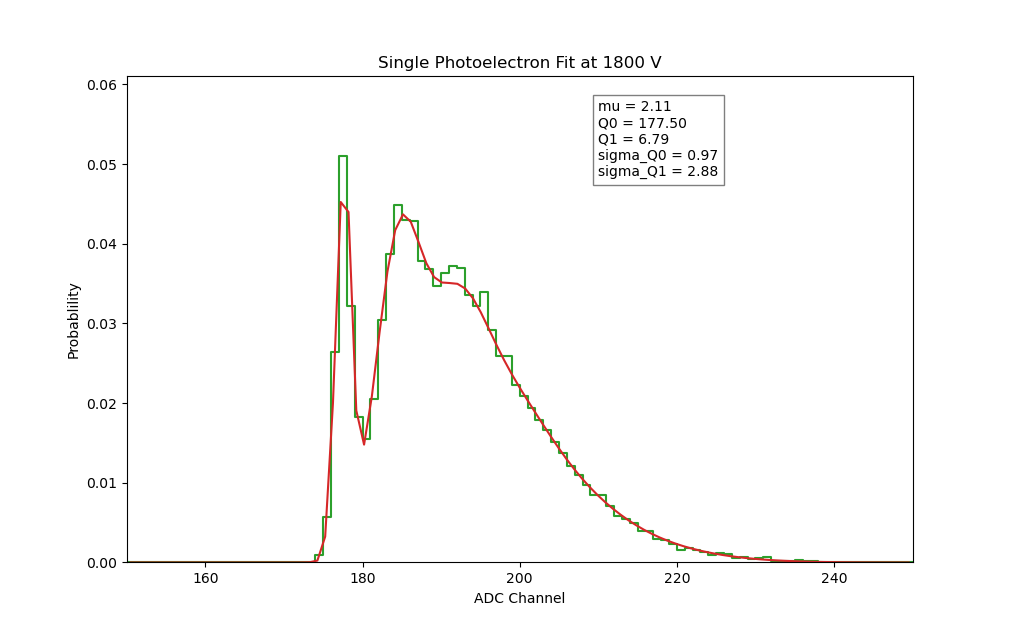 Single Photoelectron Fit at 1800 V
mu = 2.11
Q0 = 177.50
Q1 = 6.79
sigma_Q0 = 0.97
sigma_Q1 = 2.88
0.06
0.05
0.04
0.03
0.02
0.01
0.00
Probablility
160 180 200 220 240
ADC Channel